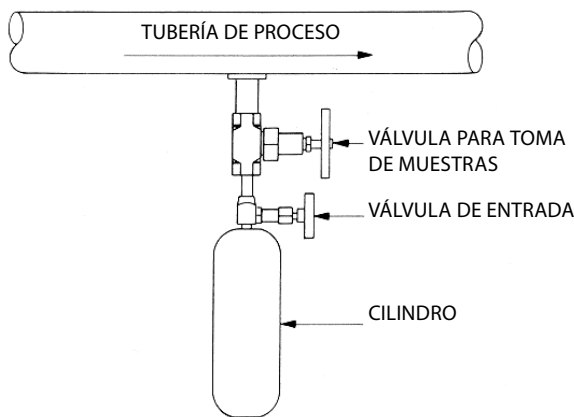 TUBERÍA DE PROCESO
VÁLVULA PARA TOMA
DE MUESTRAS
VÁLVULA DE ENTRADA
CILINDRO